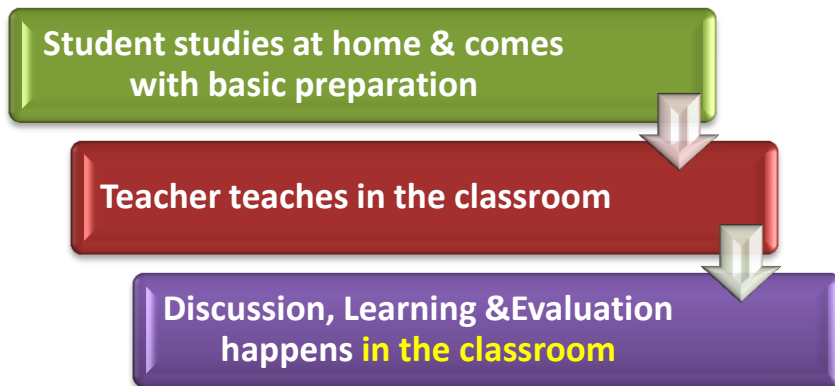 Student studies at home & comes
with basic preparation
Teacher teaches in the classroom
Discussion, Learning &Evaluation
happens in the classroom